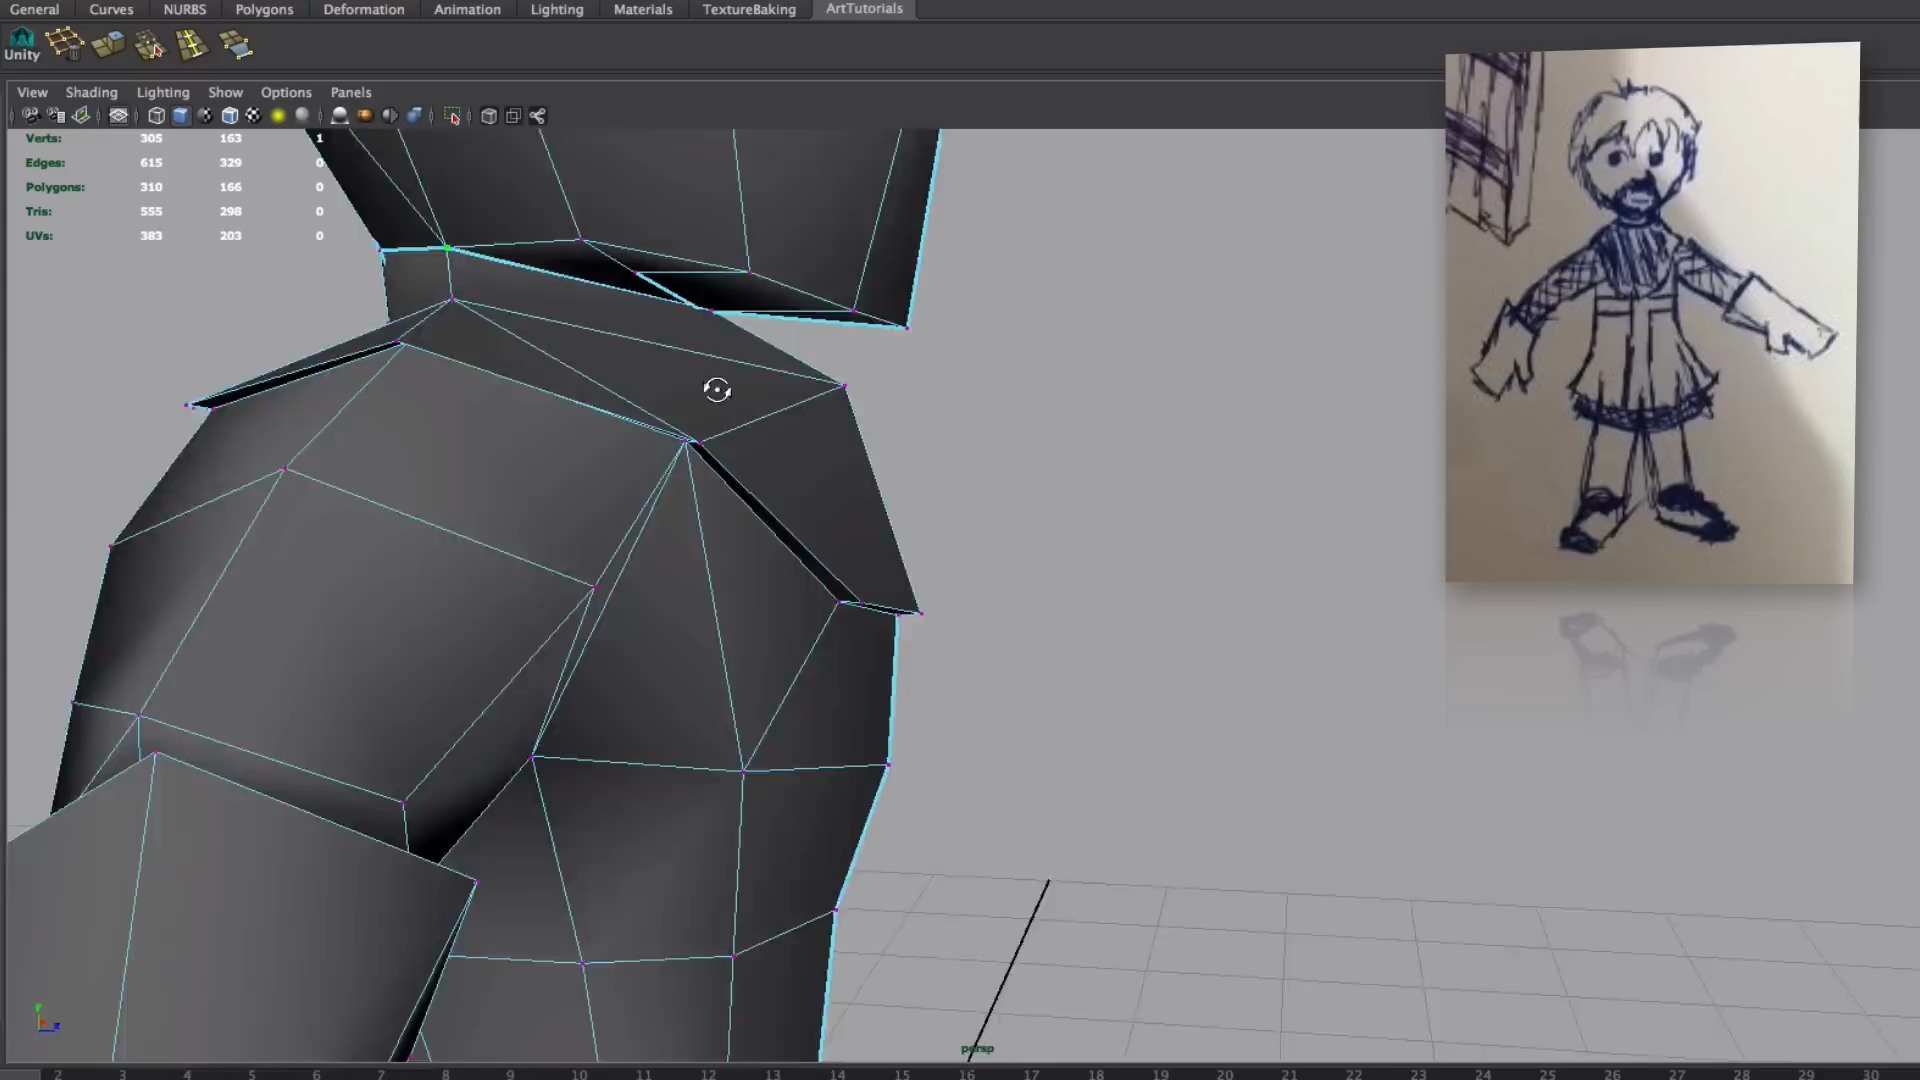 General Curves NURBS Polygons Deformation Animation Lighting Materials TextureBaking ArtTutorials
Unity
View Shading Lighting Show Options Panels
Verts: 305 163 1
Edges: 615 329 0
Polygons: 310 166 0
Tris: 555 298 0
UVs: 383 203 0
persp
2 3 4 5 6 7 8 9 10 11 12 13 14 15 16 17 18 19 20 21 22 23 24 25 26 27 28 29 30